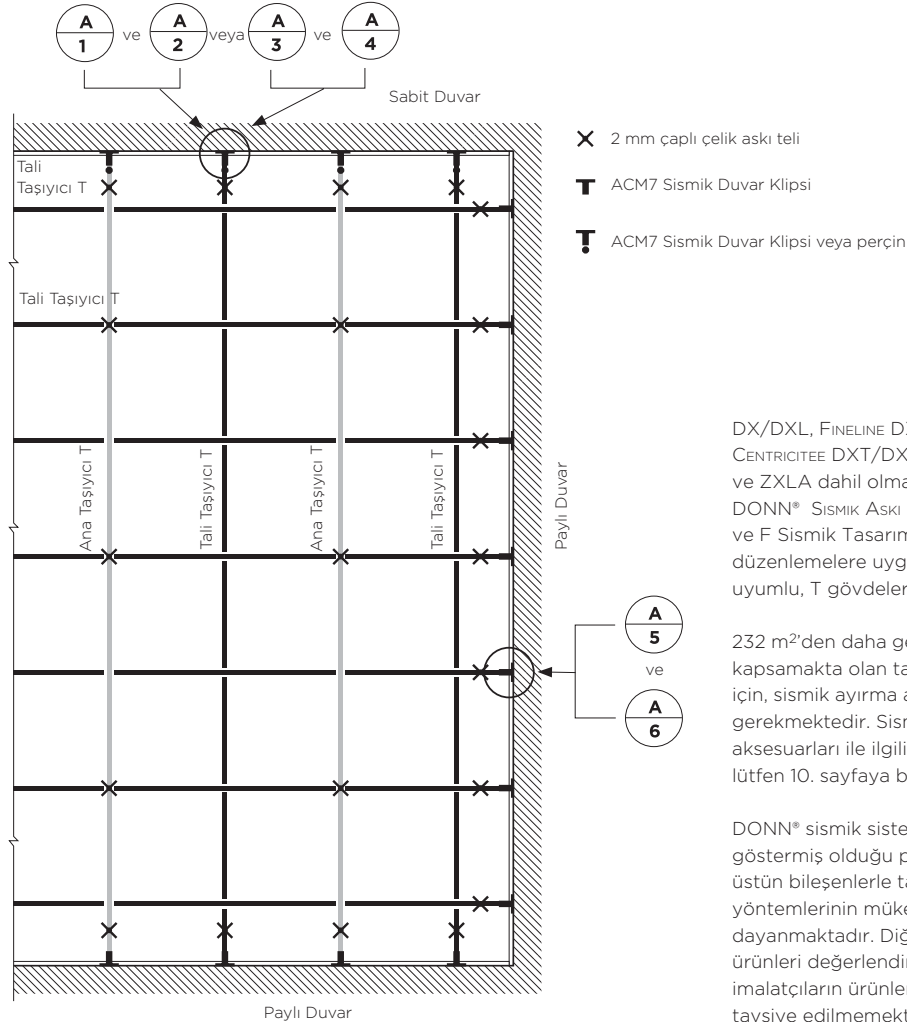 A
1
ve
A
2
veya
A
3
ve
A
4
Sabit Duvar
2 mm çaplı çelik askı teli
ACM7 Sismik Duvar Klipsi
ACM7 Sismik Duvar Klipsi veya perçin
Tali
Taşıyıcı T
Tali Taşıyıcı T
Ana Taşıyıcı T
Tali Taşıyıcı T
Ana Taşıyıcı T
Tali Taşıyıcı T
Paylı Duvar
A
5
ve
A
6
Paylı Duvar
DX/DXL, Fineline
Centricitee DXT/DX
ve ZXLA dahil olma
DONN® Sismik Askı
ve F Sismik Tasarım
düzenlemelere uyg
uyumlu, T gövdeler
232 m²'den daha ge
kapsamakta olan ta
için, sismik ayırma a
gerekmektedir. Sism
aksesuarları ile ilgili
lütfen 10. sayfaya b
DONN® sismik siste
göstermiş olduğu p
üstün bileşenlerle ta
yöntemlerinin müke
dayanmaktadır. Diğ
ürünleri değerlendir
imalatçıların ürünler
tavsiye edilmemekt